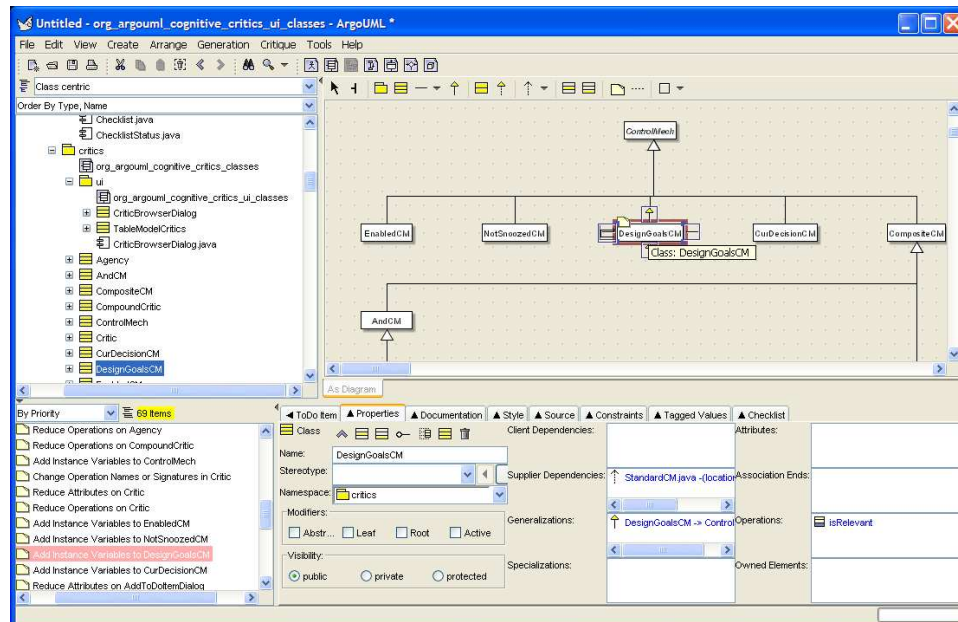 Untitled - org_argouml_cognitive_critics_ui_classes - ArgoUML *
File Edit View Create Arrange Generation Critique Tools Help
Class centric
Order By Type, Name
Checklist.java
ChecklistStatus.java
critics
org_argouml_cognitive_critics_classes
ui
org_argouml_cognitive_critics_ui_classes
CriticBrowserDialog
TableModelCritics
CriticBrowserDialog.java
Agency
AndCM
CompositeCM
CompoundCritic
ControlMech
Critic
CurDecisionCM
DesignGoalsCM
ControlMech
EnabledCM
NotSnoozedCM
DesignGoalsCM
CurDecisionCM
CompositeCM
Class: DesignGoalsCM
AndCM
As Diagram
By Priority
69 Items
Reduce Operations on Agency
Reduce Operations on CompoundCritic
Add Instance Variables to ControlMech
Change Operation Names or Signatures in Critic
Reduce Attributes on Critic
Reduce Operations on Critic
Add Instance Variables to EnabledCM
Add Instance Variables to NotSnoozedCM
Add Instance Variables to DesignGoalsCM
Add Instance Variables to CurDecisionCM
Reduce Attributes on AddToDoItemDialog
ToDo Item Properties Documentation Style Source Constraints Tagged Values Checklist
Class
Name: DesignGoalsCM
Stereotype:
Namespace: critics
Modifiers:
Abstr... Leaf Root Active
Visibility:
public private protected
Client Dependencies:
Supplier Dependencies: StandardCM.java -(location
Generalizations: DesignGoalsCM -> Control
Specializations:
Attributes:
Association Ends:
Operations: isRelevant
Owned Elements: